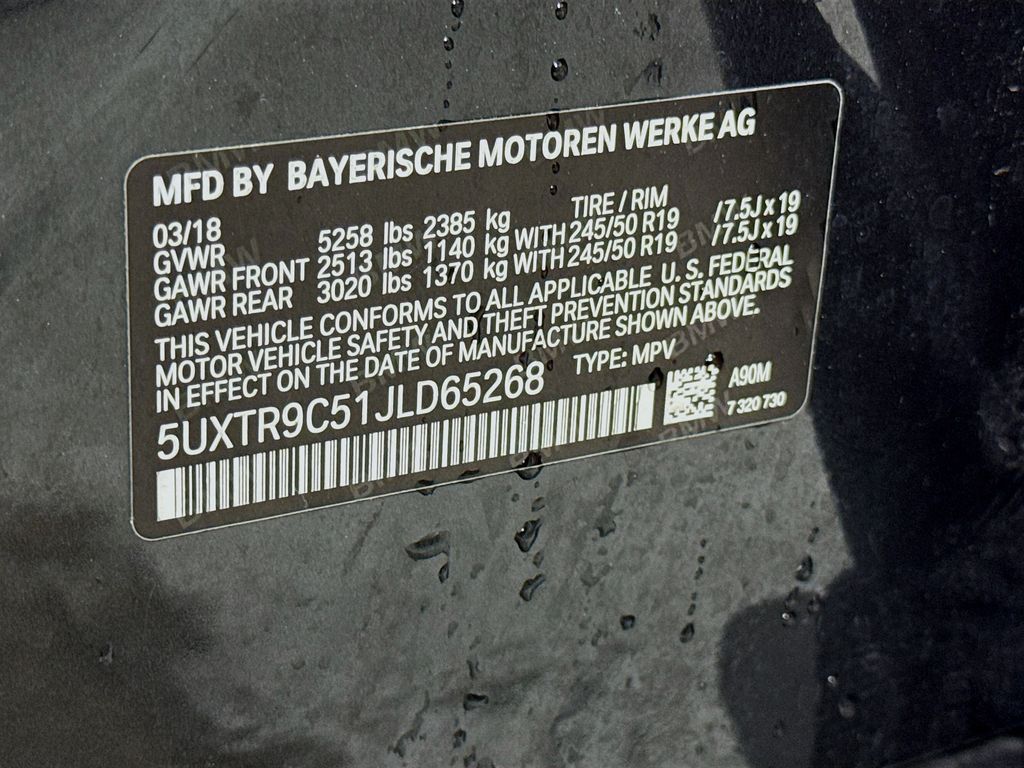 MFD BY BAYERISCHE MOTOREN WERKE AG
03/18 TIRE / RIM
GVWR 5258 lbs 2385 kg
GAWR FRONT 2513 lbs 1140 kg WITH 245/50 R19 / 7.5J x 19
GAWR REAR 3020 lbs 1370 kg WITH 245/50 R19 / 7.5J x 19
THIS VEHICLE CONFORMS TO ALL APPLICABLE U. S. FEDERAL
MOTOR VEHICLE SAFETY AND THEFT PREVENTION STANDARDS
IN EFFECT ON THE DATE OF MANUFACTURE SHOWN ABOVE.
TYPE: MPV
5UXTR9C51JLD65268
A90M
7 320 730